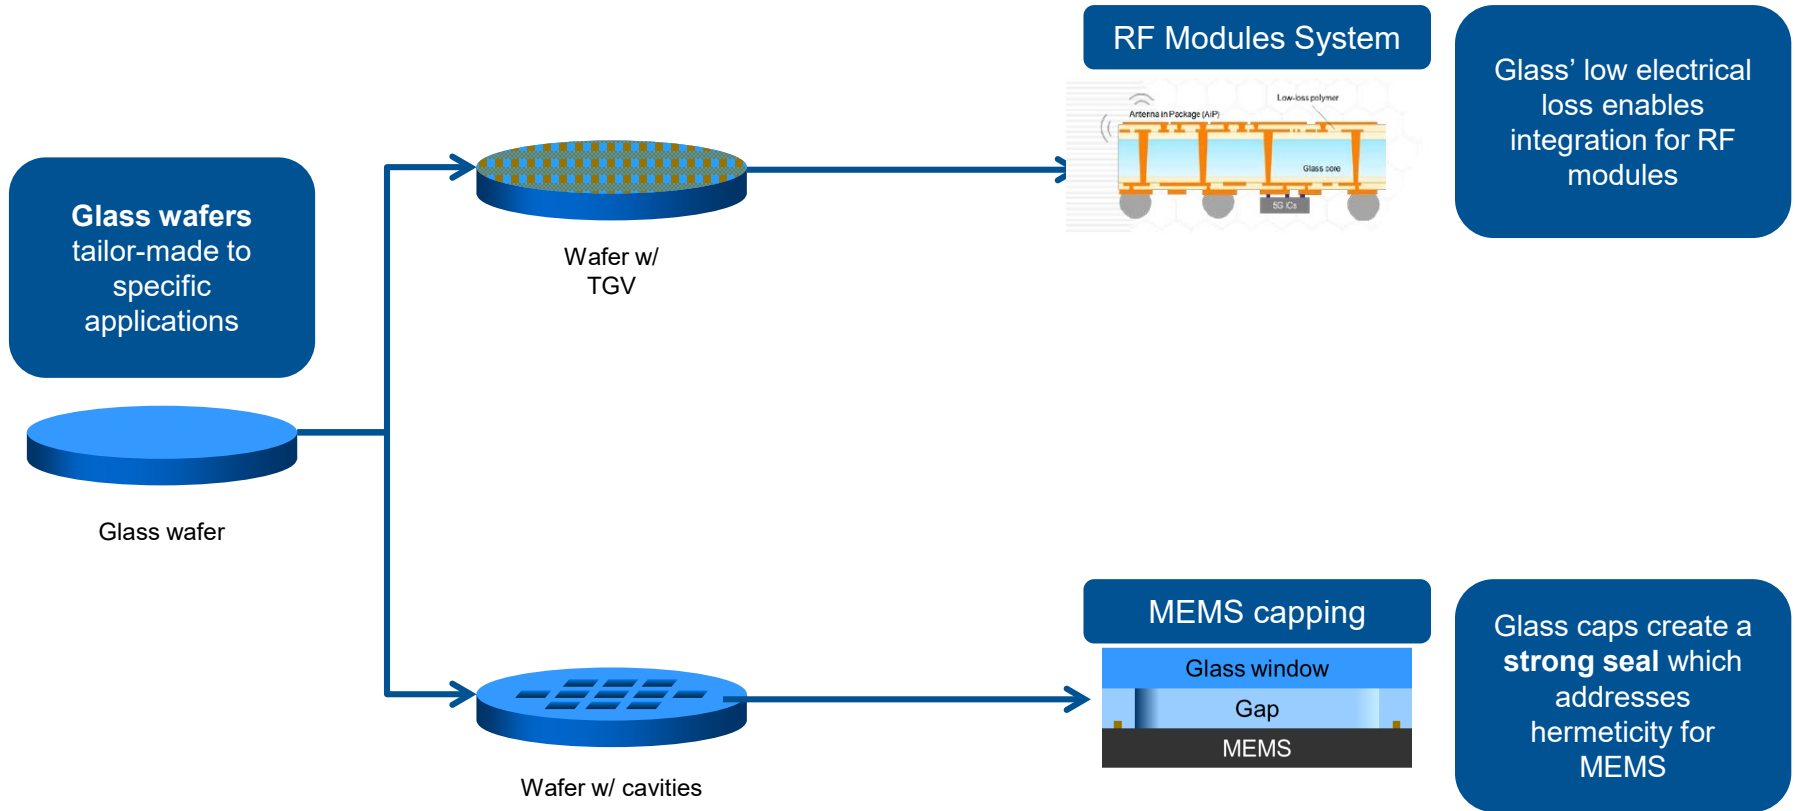 Glass wafers
tailor-made to
specific
applications
Glass wafer
Wafer w/
TGV
RF Modules System
Antenna in Package (AiP)
Low-loss polymer
Glass core
5G ICs
Glass’ low electrical
loss enables
integration for RF
modules
Wafer w/ cavities
MEMS capping
Glass window
Gap
MEMS
Glass caps create a
strong seal which
addresses
hermeticity for
MEMS